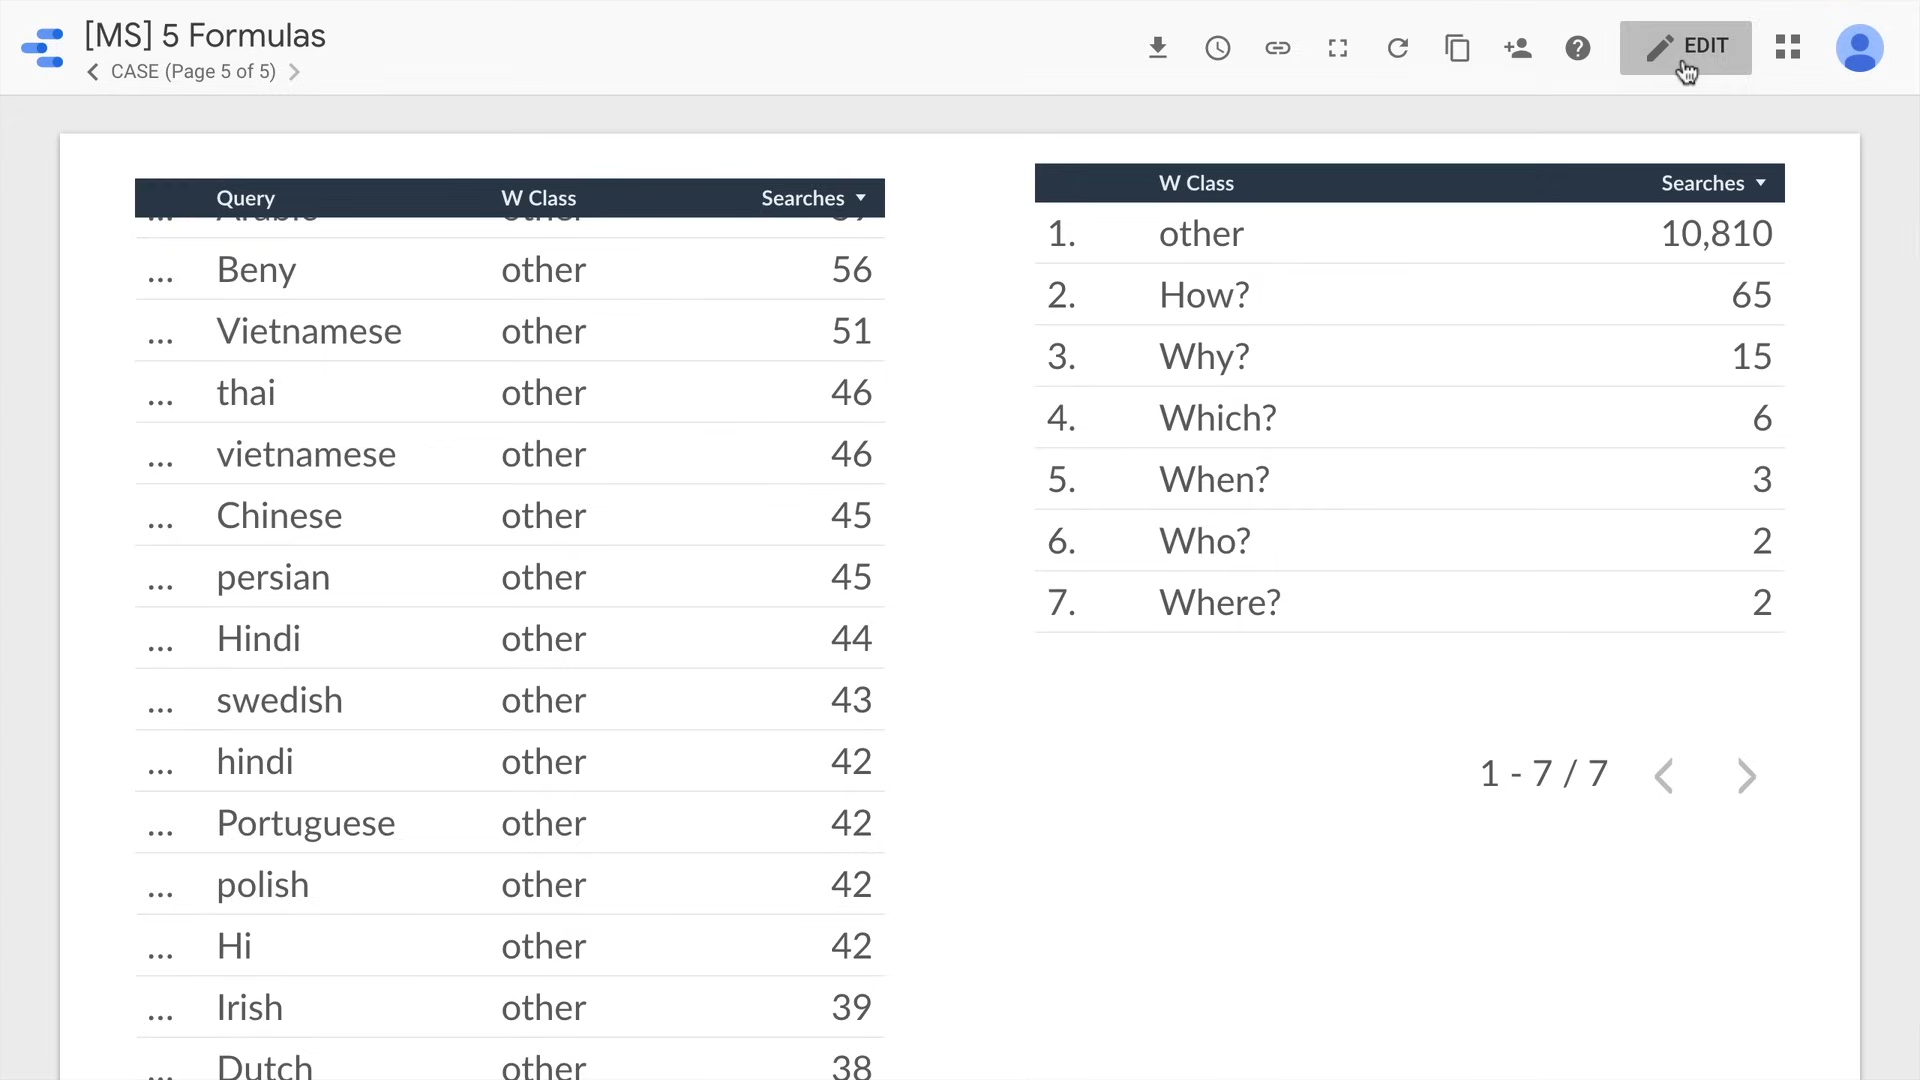 [MS] 5 Formulas
CASE (Page 5 of 5)
EDIT
Query W Class Searches
... Beny other 56
... Vietnamese other 51
... thai other 46
... vietnamese other 46
... Chinese other 45
... persian other 45
... Hindi other 44
... swedish other 43
... hindi other 42
... Portuguese other 42
... polish other 42
... Hi other 42
... Irish other 39
... Dutch other 38
W Class Searches
1. other 10,810
2. How? 65
3. Why? 15
4. Which? 6
5. When? 3
6. Who? 2
7. Where? 2
1 - 7 / 7